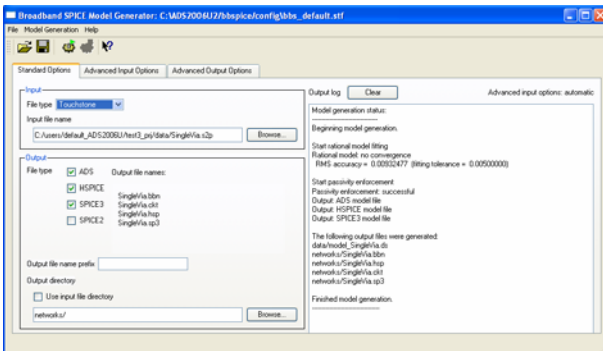 Broadband SPICE Model Generator: C:\ADS2006U2/bbspice/config\bbs_default.stf
File Model Generation Help
Standard Options
Advanced Input Options
Advanced Output Options
Input
File type
Touchstone
Input file name
C:/users/default_ADS2006U/test3_prj/data/SingleVia.s2p
Browse...
Output
File type
ADS
Output file names:
HSPICE
SPICE3
SPICE2
SingleVia.bbn
SingleVia.ckt
SingleVia.hsp
SingleVia.sp3
Output file name prefix
Output directory
Use input file directory
networks/
Browse...
Output log
Clear
Advanced input options: automatic
Model generation status:
-------------------------
Beginning model generation.
Start rational model fitting
Rational model: no convergence
RMS accuracy = 0.00932477 (fitting tolerance = 0.00500000)
Start passivity enforcement
Passivity enforcement: successful
Output: ADS model file
Output: HSPICE model file
Output: SPICE3 model file
The following output files were generated:
data/model_SingleVia.ds
networks/SingleVia.bbn
networks/SingleVia.hsp
networks/SingleVia.ckt
networks/SingleVia.sp3
Finished model generation.
-------------------------